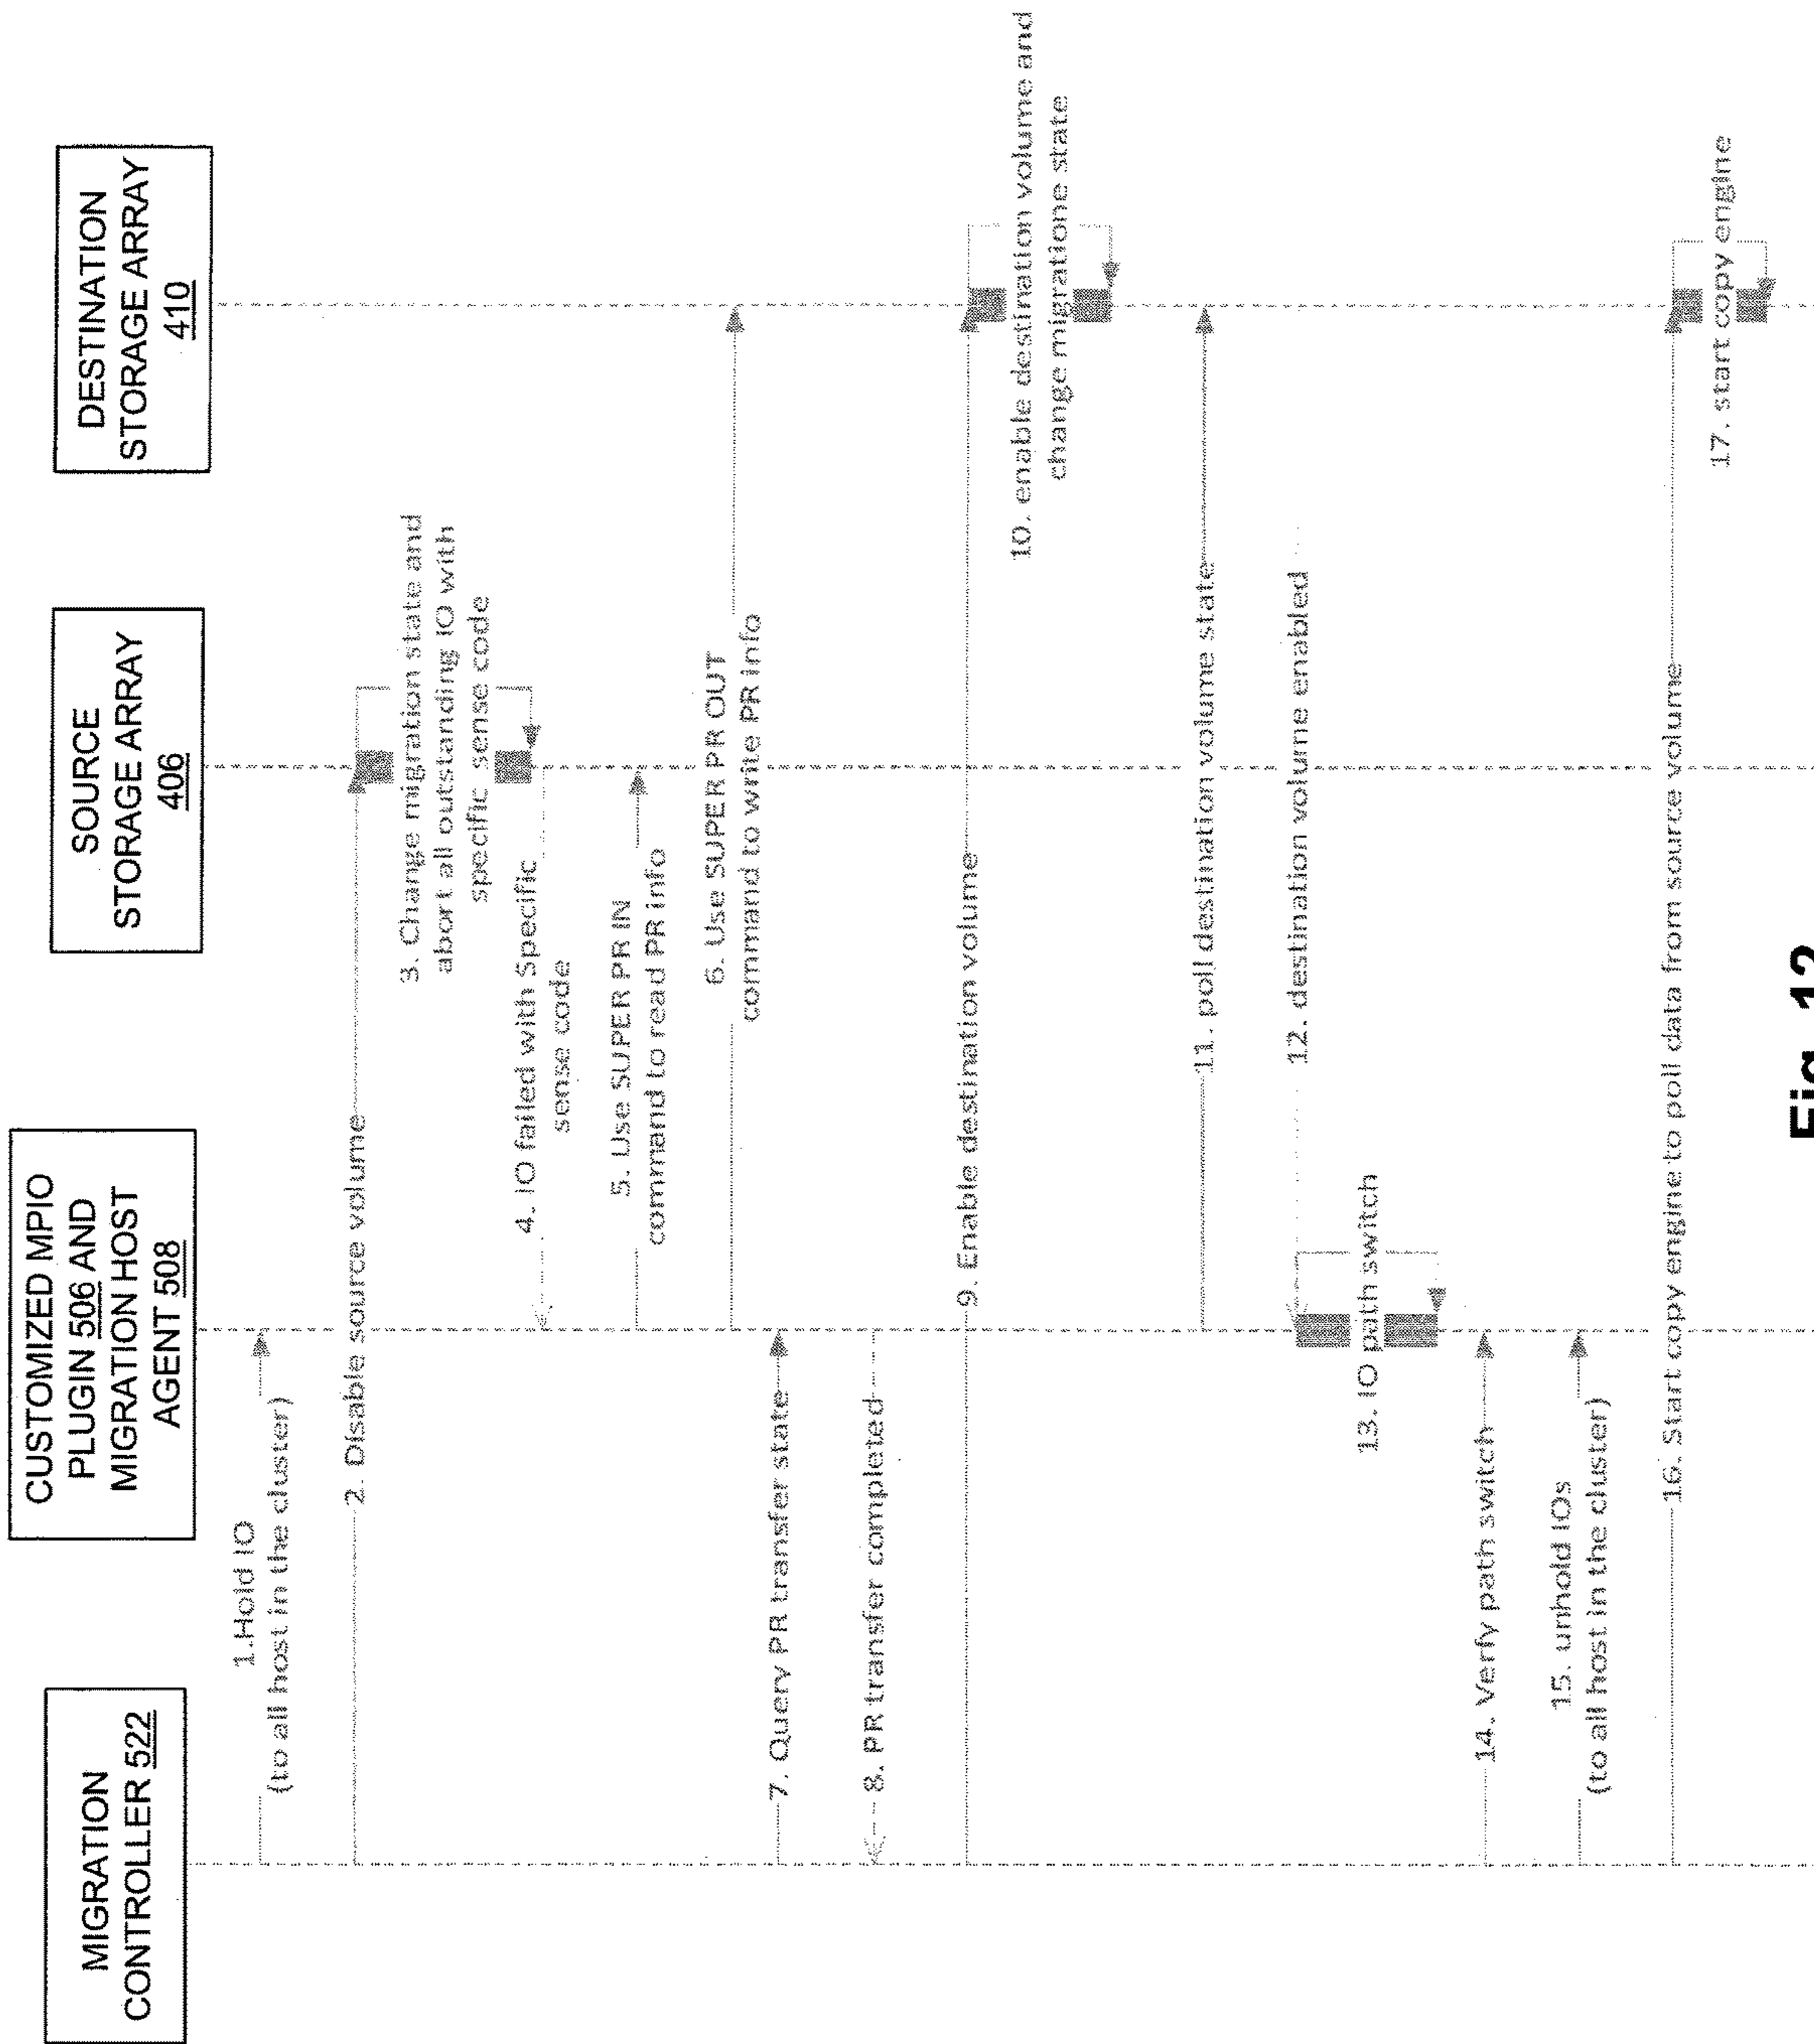 MIGRATION
CONTROLLER 522
CUSTOMIZED MPIO
PLUGIN 506 AND
MIGRATION HOST
AGENT 508
SOURCE
STORAGE ARRAY
406
DESTINATION
STORAGE ARRAY
410
1.Hold IO
(to all host in the cluster)
2. Disable source volume
3. Change migration state and
abort all outstanding IO with
specific sense code
4. IO failed with Specific
sense code
5. Use SUPER PR IN
command to read PR info
6. Use SUPER PR OUT
command to write PR info
7. Query PR transfer state
8. PR transfer completed
9. Enable destination volume
10. enable destination volume and
change migratione state
11. poll destination volume state
12. destination volume enabled
13. IO path switch
14. Verfy path switch
15. unhold IOs
(to all host in the cluster)
16. Start copy engine to poll data from source volume
17. start copy engine
Fig. 12